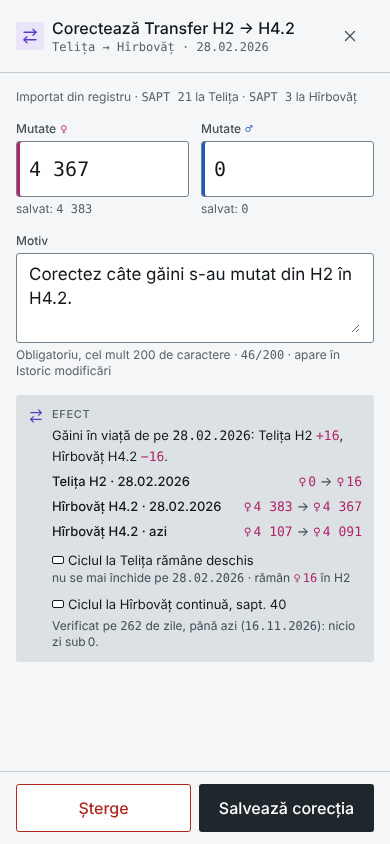 Corectează Transfer H2 → H4.2
Telița → Hîrbovăț · 28.02.2026
Importat din registru · SAPT 21 la Telița · SAPT 3 la Hîrbovăț
Mutate ♀
Mutate ♂
4 367
0
salvat: 4 383
salvat: 0
Motiv
Corectez câte găini s-au mutat din H2 în
H4.2.
Obligatoriu, cel mult 200 de caractere · 46/200 · apare în
Istoric modificări
EFECT
Găini în viață de pe 28.02.2026: Telița H2 +16,
Hîrbovăț H4.2 −16.
Telița H2 · 28.02.2026 ♀0 → ♀16
Hîrbovăț H4.2 · 28.02.2026 ♀4 383 → ♀4 367
Hîrbovăț H4.2 · azi ♀4 107 → ♀4 091
Ciclul la Telița rămâne deschis
nu se mai închide pe 28.02.2026 · rămân ♀16 în H2
Ciclul la Hîrbovăț continuă, sapt. 40
Verificat pe 262 de zile, până azi (16.11.2026): nicio
zi sub 0.
Șterge
Salvează corecția